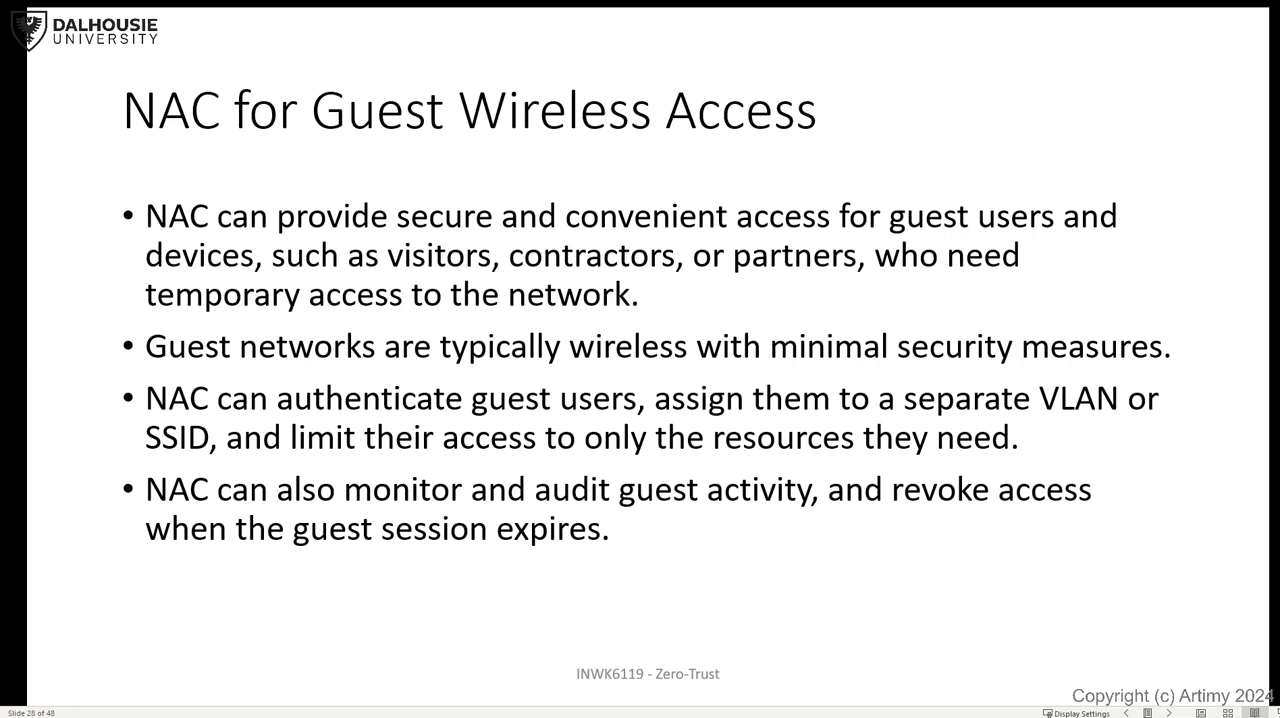 DALHOUSIE
UNIVERSITY
NAC for Guest Wireless Access
• NAC can provide secure and convenient access for guest users and
devices, such as visitors, contractors, or partners, who need
temporary access to the network.
• Guest networks are typically wireless with minimal security measures.
• NAC can authenticate guest users, assign them to a separate VLAN or
SSID, and limit their access to only the resources they need.
• NAC can also monitor and audit guest activity, and revoke access
when the guest session expires.
INWK6119 - Zero-Trust
Copyright (c) Artimy 2024
Slide 28 of 48
Display Settings